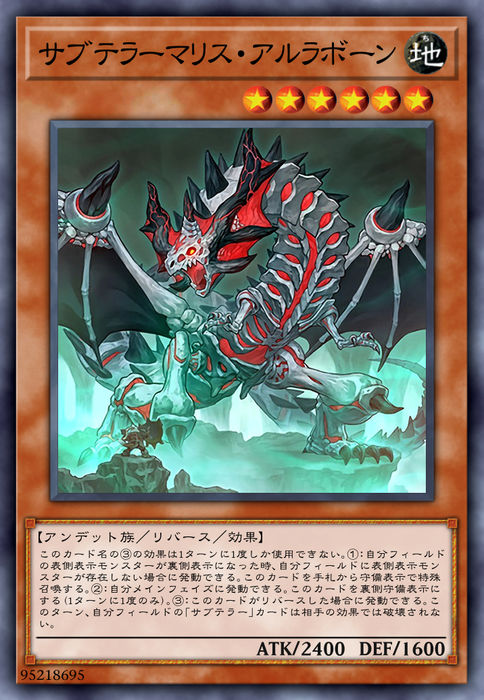 サブテラーマリス・アルラボーン
ち
地
【アンデット族／リバース／効果】
このカード名の③の効果は1ターンに1度しか使用できない。①：自分フィールド
の表側表示モンスターが裏側表示になった時、自分フィールドに表側表示モン
スターが存在しない場合に発動できる。このカードを手札から守備表示で特殊
召喚する。②：自分メインフェイズに発動できる。このカードを裏側守備表示に
する（1ターンに1度のみ）。③：このカードがリバースした場合に発動できる。こ
のターン、自分フィールドの「サブテラー」カードは相手の効果では破壊されな
い。
ATK/2400 DEF/1600
95218695